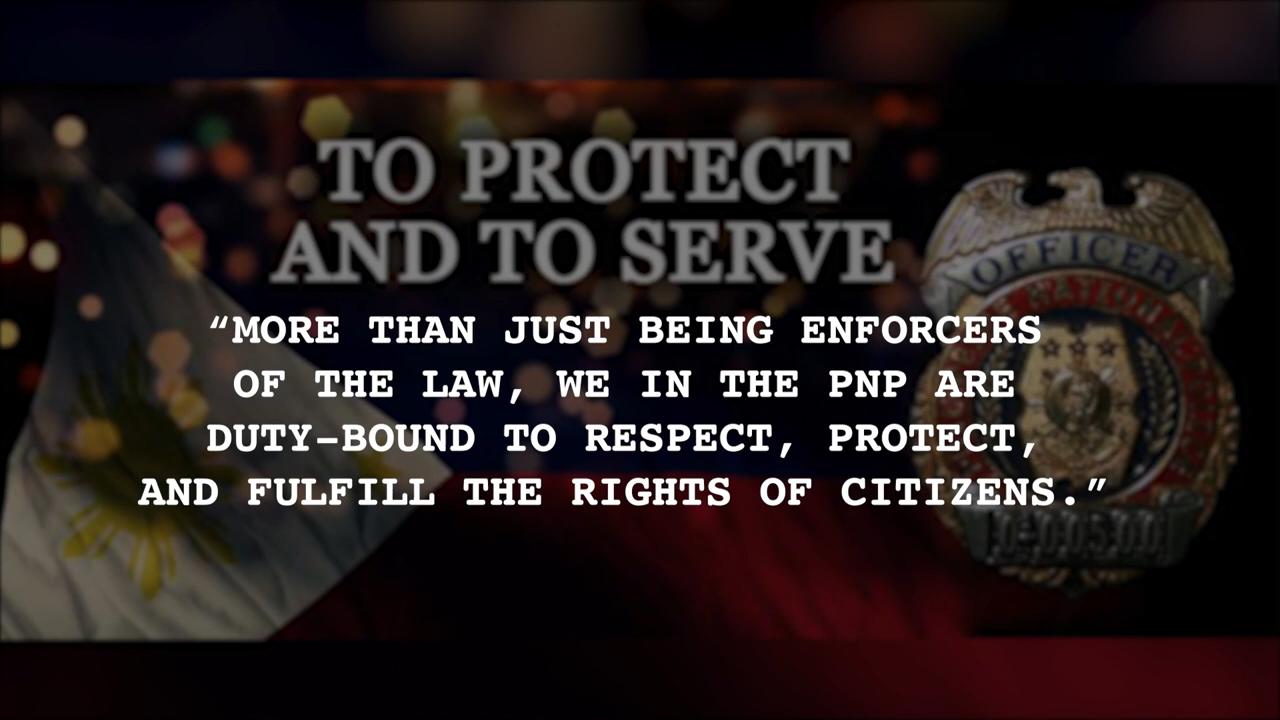 TO PROTECT
AND TO SERVE
OFFICER
“MORE THAN JUST BEING ENFORCERS
OF THE LAW, WE IN THE PNP ARE
DUTY–BOUND TO RESPECT, PROTECT,
AND FULFILL THE RIGHTS OF CITIZENS.”